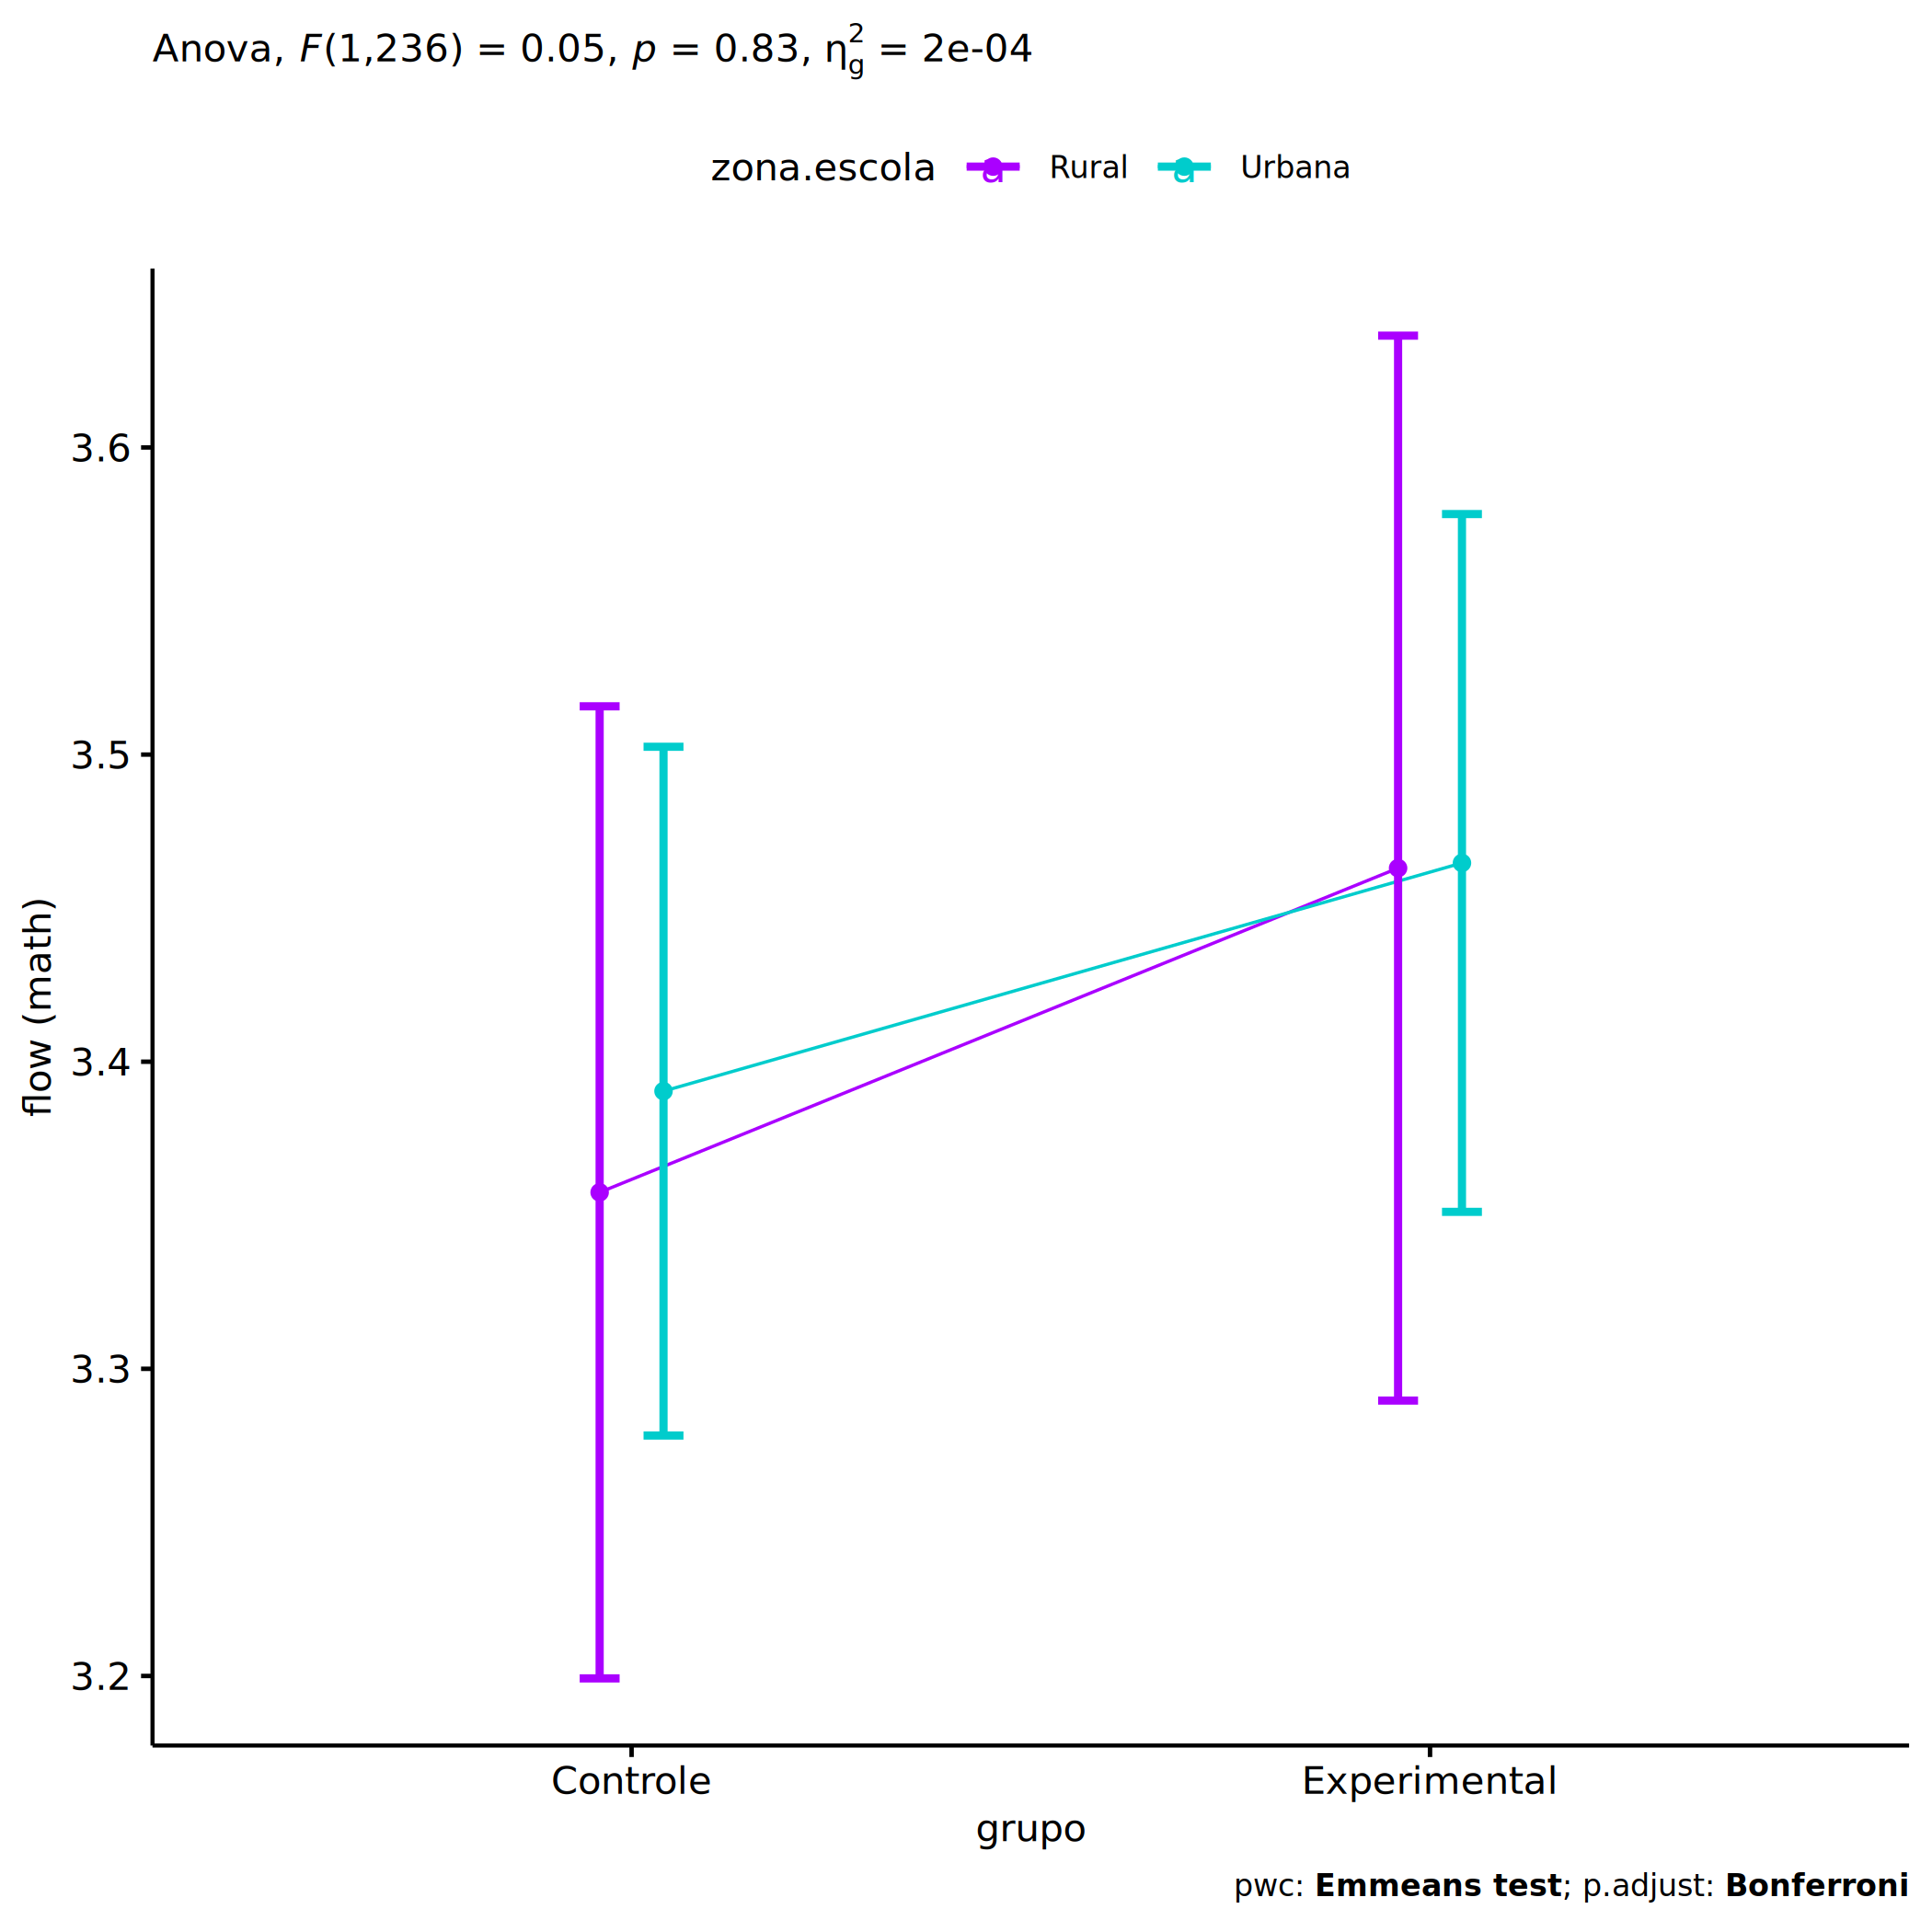 Anova, F(1,236) = 0.05, p = 0.83, η²g = 2e-04
zona.escola a Rural a Urbana
3.6
3.5
3.4
3.3
3.2
flow (math)
Controle Experimental
grupo
pwc: Emmeans test; p.adjust: Bonferroni